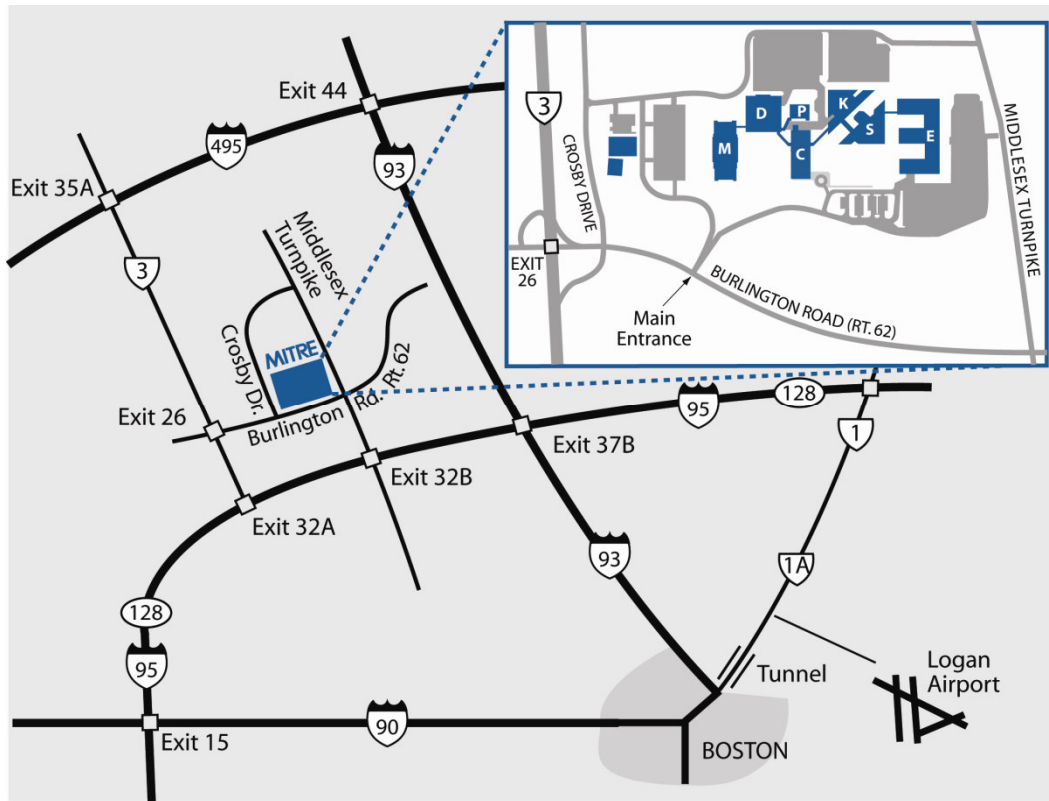 Exit 44
495
93
Exit 35A
3
Middlesex
Turnpike
Crosby Dr.
MITRE
Rt. 62
Burlington Rd.
Exit 26
Exit 32B
Exit 32A
Exit 37B
95
128
1
1A
93
128
95
Exit 15
90
BOSTON
Tunnel
Logan
Airport
3
CROSBY DRIVE
EXIT
26
M
D
P
C
K
S
E
MIDDLESEX TURNPIKE
BURLINGTON ROAD (RT. 62)
Main
Entrance